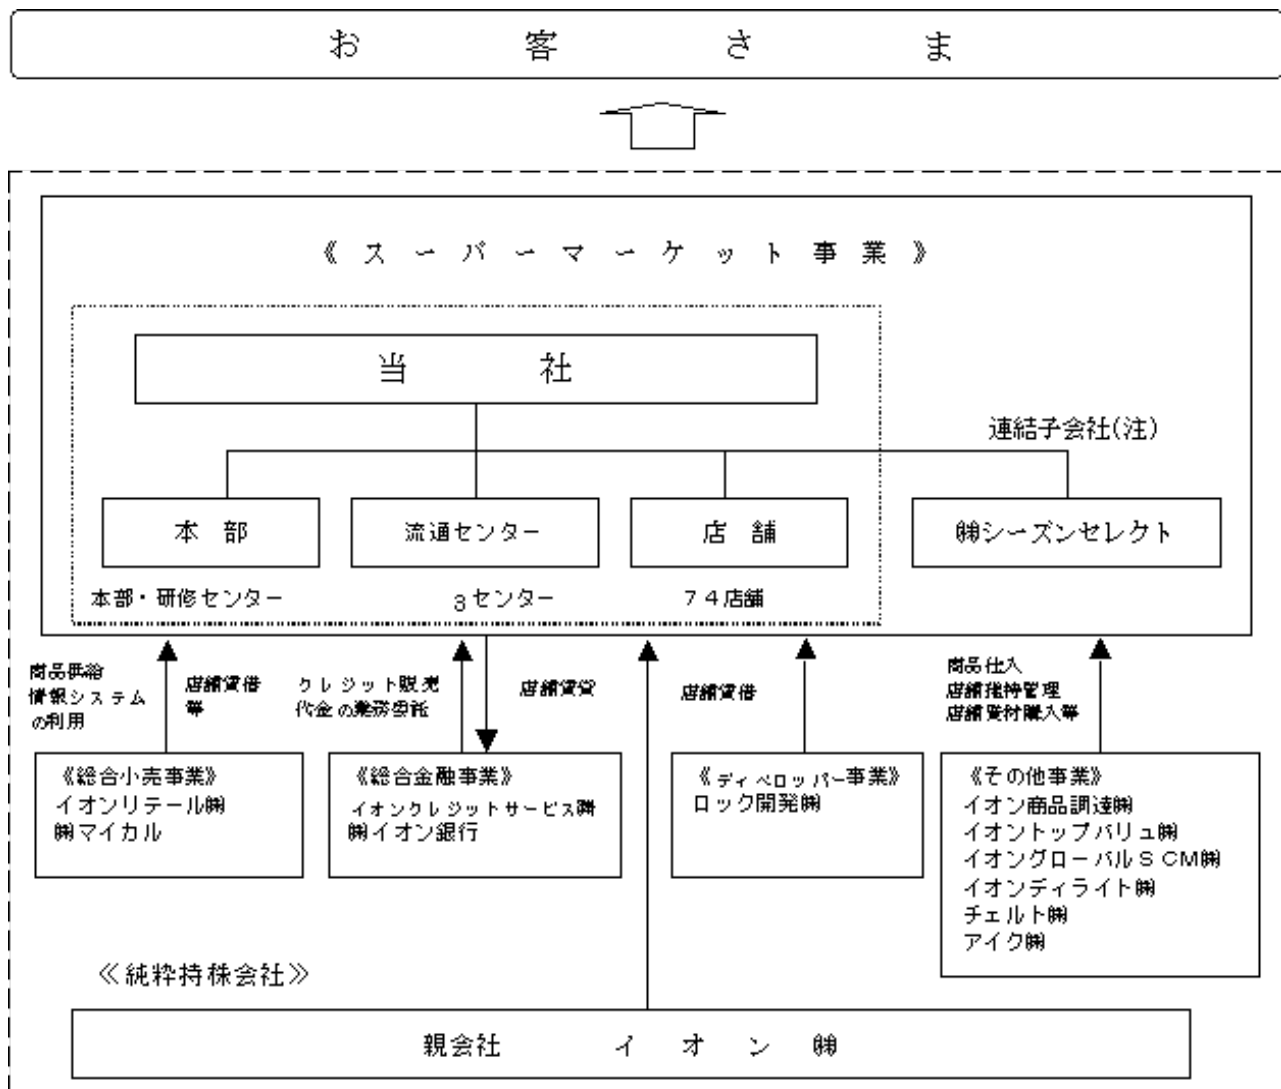 お客さま
《スーパーマーケット事業》
当社
連結子会社(注)
本部
流通センター
店舗
㈱シーズンセレクト
本部・研修センター
3センター
74店舗
商品供給
情報システム
の利用
店舗賃借
等
クレジット販売
代金の業務委託
店舗賃貸
店舗賃借
商品仕入
店舗維持管理
店舗資材購入等
《総合小売事業》
イオンリテール㈱
㈱マイカル
《総合金融事業》
イオンクレジットサービス㈱
㈱イオン銀行
《ディベロッパー事業》
ロック開発㈱
《その他事業》
イオン商品調達㈱
イオントップバリュ㈱
イオングローバルSCM㈱
イオンディライト㈱
チェルト㈱
アイク㈱
≪純粋持株会社≫
親会社 イオン㈱